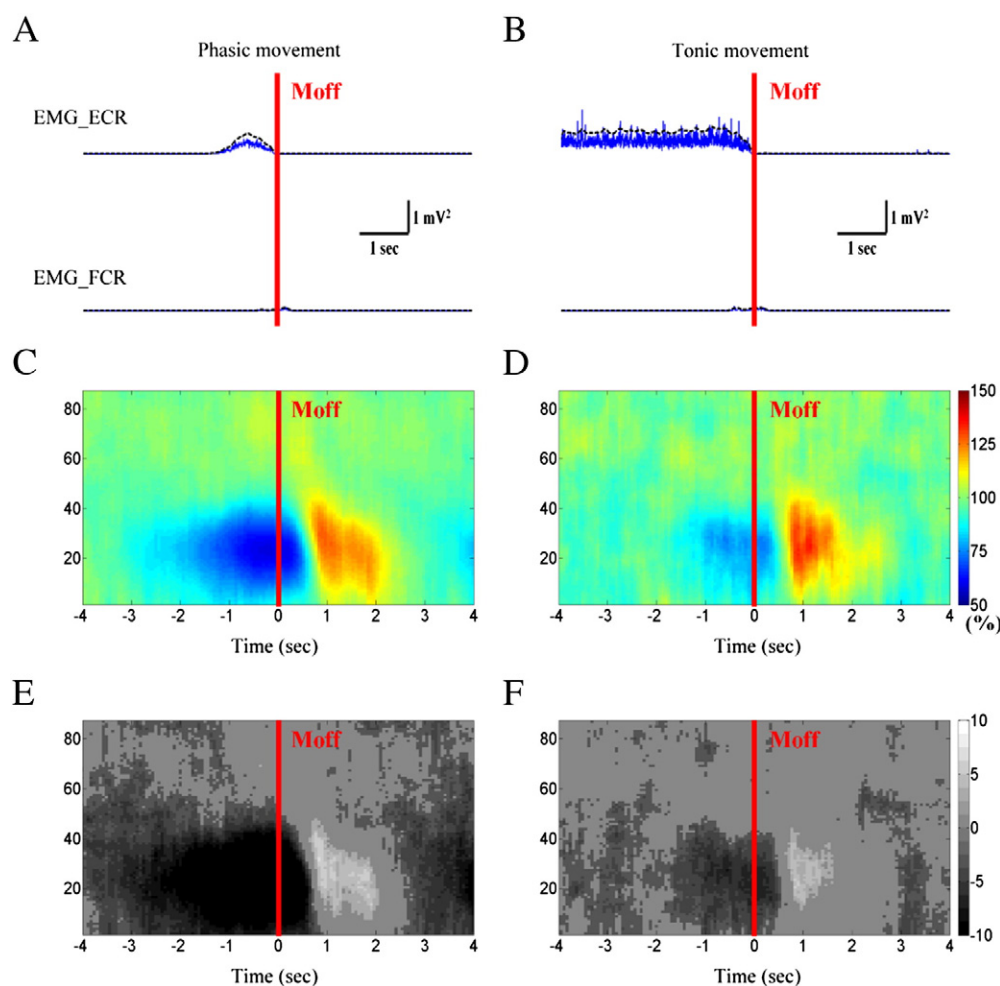 A
B
Phasic movement
Tonic movement
Moff
Moff
EMG_ECR
1 mV2
1 sec
1 mV2
1 sec
EMG_FCR
C
D
80
60
40
20
-4 -3 -2 -1 0 1 2 3 4
Time (sec)
Moff
80
60
40
20
-4 -3 -2 -1 0 1 2 3 4
Time (sec)
Moff
150
125
100
75
50
(%)
E
F
80
60
40
20
-4 -3 -2 -1 0 1 2 3 4
Time (sec)
Moff
80
60
40
20
-4 -3 -2 -1 0 1 2 3 4
Time (sec)
Moff
10
5
0
-5
-10